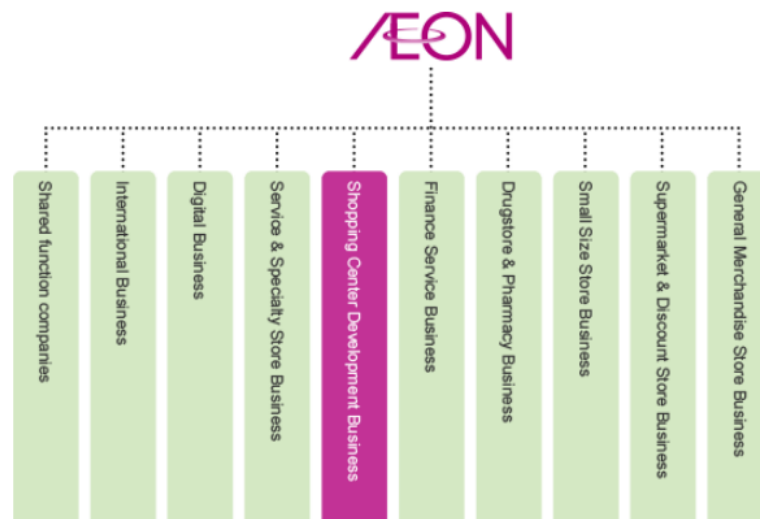 ÆON
Shared function companies
International Business
Digital Business
Service & Specialty Store Business
Shopping Center Development Business
Finance Service Business
Drugstore & Pharmacy Business
Small Size Store Business
Supermarket & Discount Store Business
General Merchandise Store Business